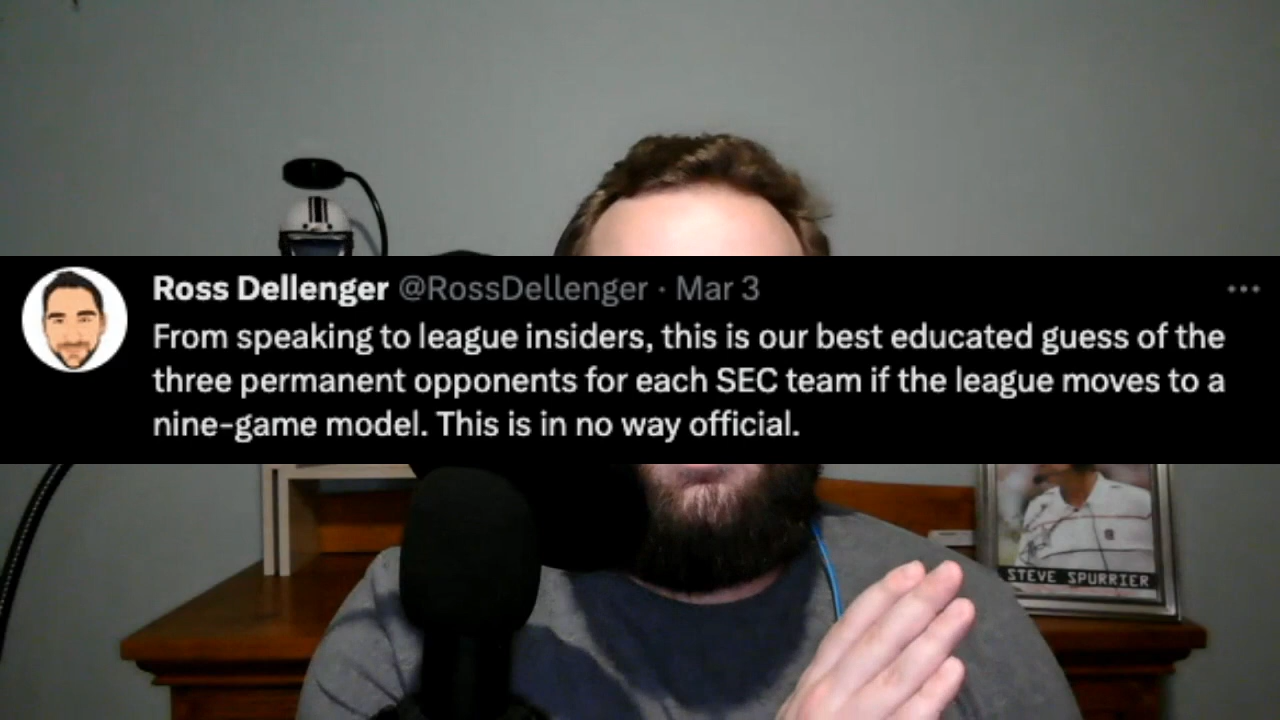 Ross Dellenger @RossDellenger · Mar 3
From speaking to league insiders, this is our best educated guess of the
three permanent opponents for each SEC team if the league moves to a
nine-game model. This is in no way official.
STEVE SPURRIER